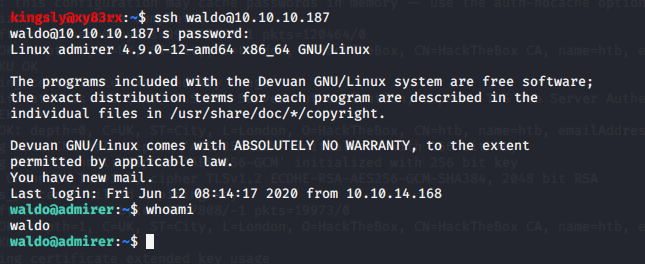 kingsly@xy83rx:~$ ssh waldo@10.10.10.187
waldo@10.10.10.187's password:
Linux admirer 4.9.0-12-amd64 x86_64 GNU/Linux
The programs included with the Devuan GNU/Linux system are free software;
the exact distribution terms for each program are described in the
individual files in /usr/share/doc/*/copyright.
Devuan GNU/Linux comes with ABSOLUTELY NO WARRANTY, to the extent
permitted by applicable law.
You have new mail.
Last login: Fri Jun 12 08:14:17 2020 from 10.10.14.168
waldo@admirer:~$ whoami
waldo
waldo@admirer:~$